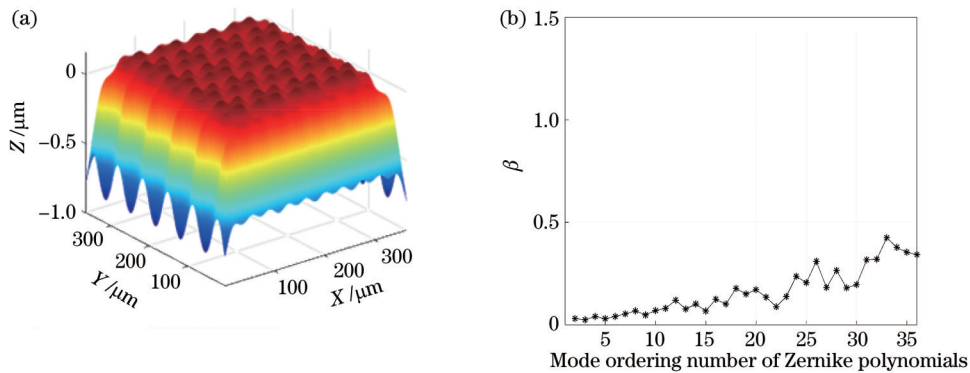 (a)
0
−0.5
−1.0
Z/μm
300
200
100
Y/μm
100
200
300
X/μm
(b)
1.5
1.0
0.5
0
β
5 10 15 20 25 30 35
Mode ordering number of Zernike polynomials